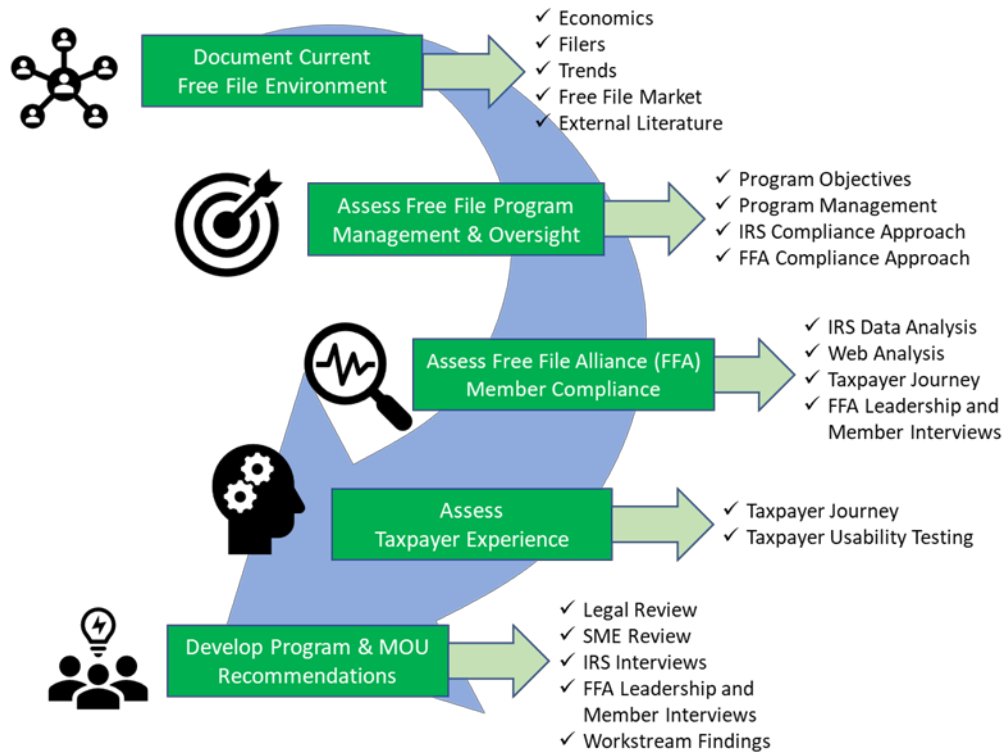 Document Current
Free File Environment
✓ Economics
✓ Filers
✓ Trends
✓ Free File Market
✓ External Literature
Assess Free File Program
Management & Oversight
✓ Program Objectives
✓ Program Management
✓ IRS Compliance Approach
✓ FFA Compliance Approach
Assess Free File Alliance (FFA)
Member Compliance
✓ IRS Data Analysis
✓ Web Analysis
✓ Taxpayer Journey
✓ FFA Leadership and
Member Interviews
Assess
Taxpayer Experience
✓ Taxpayer Journey
✓ Taxpayer Usability Testing
Develop Program & MOU
Recommendations
✓ Legal Review
✓ SME Review
✓ IRS Interviews
✓ FFA Leadership and
Member Interviews
✓ Workstream Findings